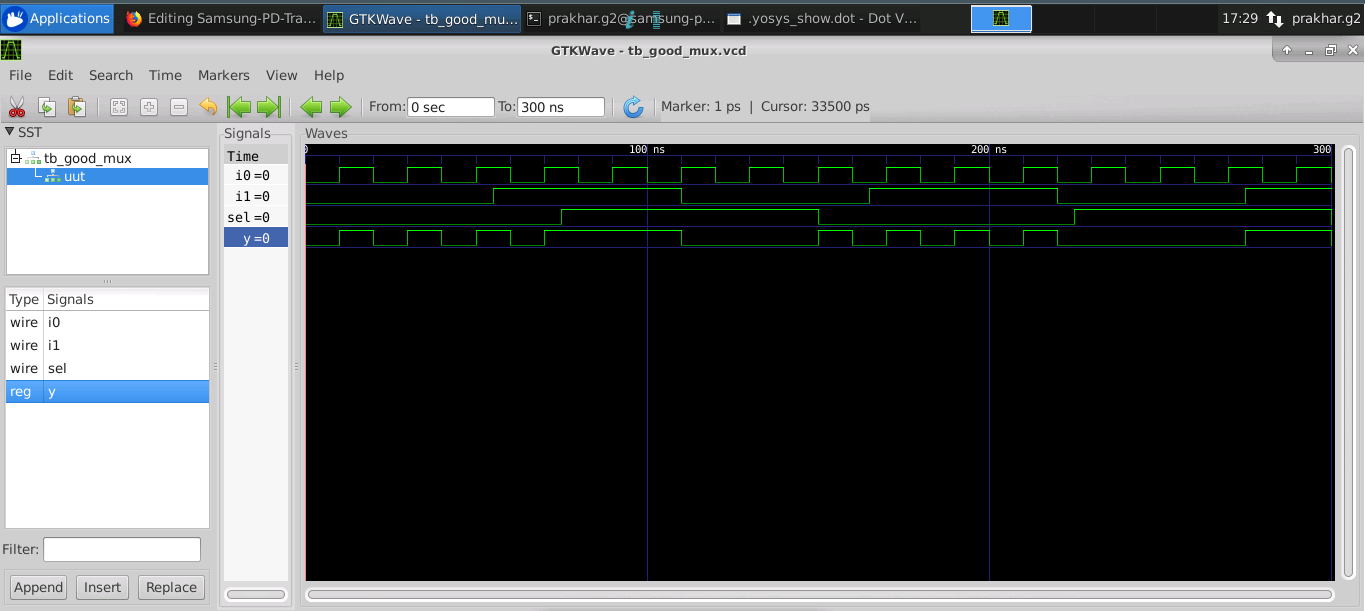 Applications Editing Samsung-PD-Tra... GTKWave - tb_good_mu... prakhar.g2@samsung-p... .yosys_show.dot - Dot V... 17:29 prakhar.g2
GTKWave - tb_good_mux.vcd
File Edit Search Time Markers View Help
From: 0 sec To: 300 ns Marker: 1 ps | Cursor: 33500 ps
SST
tb_good_mux
uut
Type Signals
wire i0
wire i1
wire sel
reg y
Filter:
Append Insert Replace
Signals
Time
i0=0
i1=0
sel=0
y=0
Waves
0 100 ns 200 ns 300